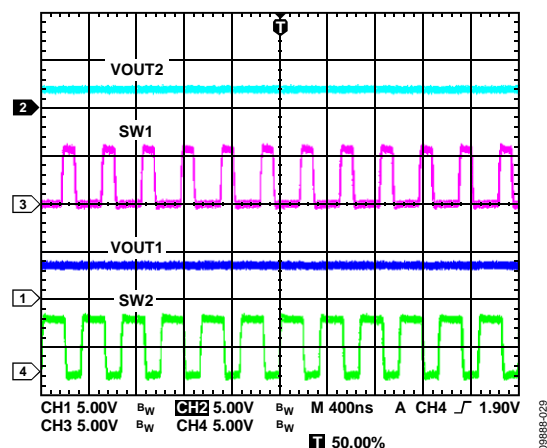 T
VOUT2
2
SW1
3
VOUT1
1
SW2
4
CH1 5.00V BW CH2 5.00V BW M 400ns A CH4 1.90V
CH3 5.00V BW CH4 5.00V BW
T 50.00%
09888-029